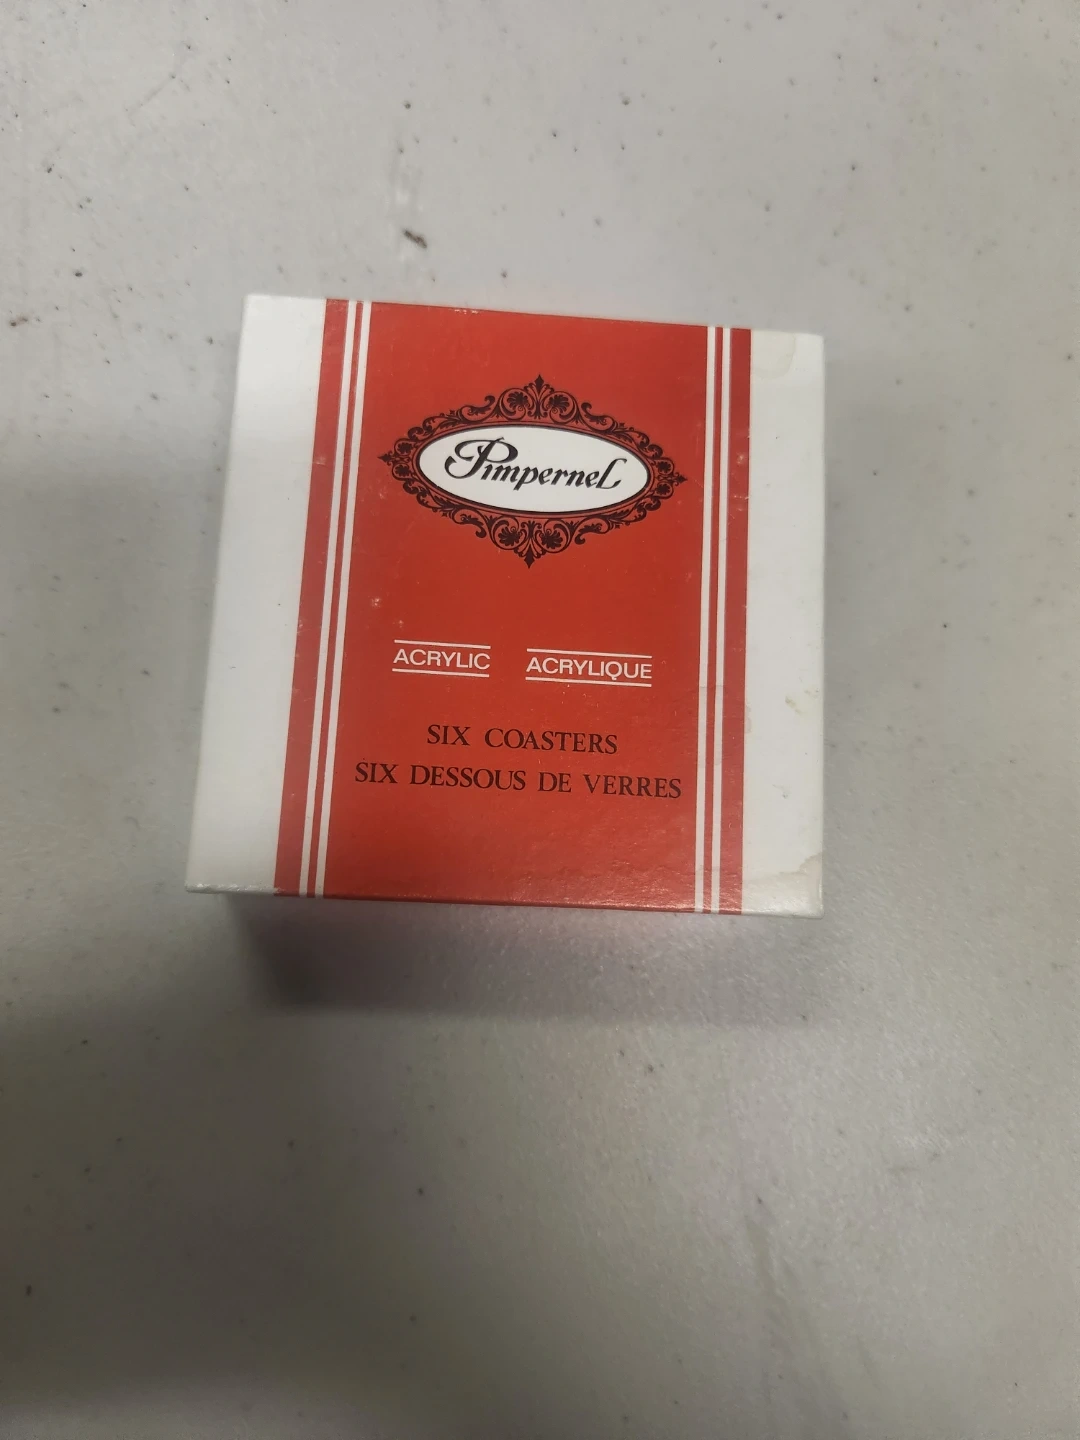 Pimpernel
ACRYLIC ACRYLIQUE
SIX COASTERS
SIX DESSOUS DE VERRES